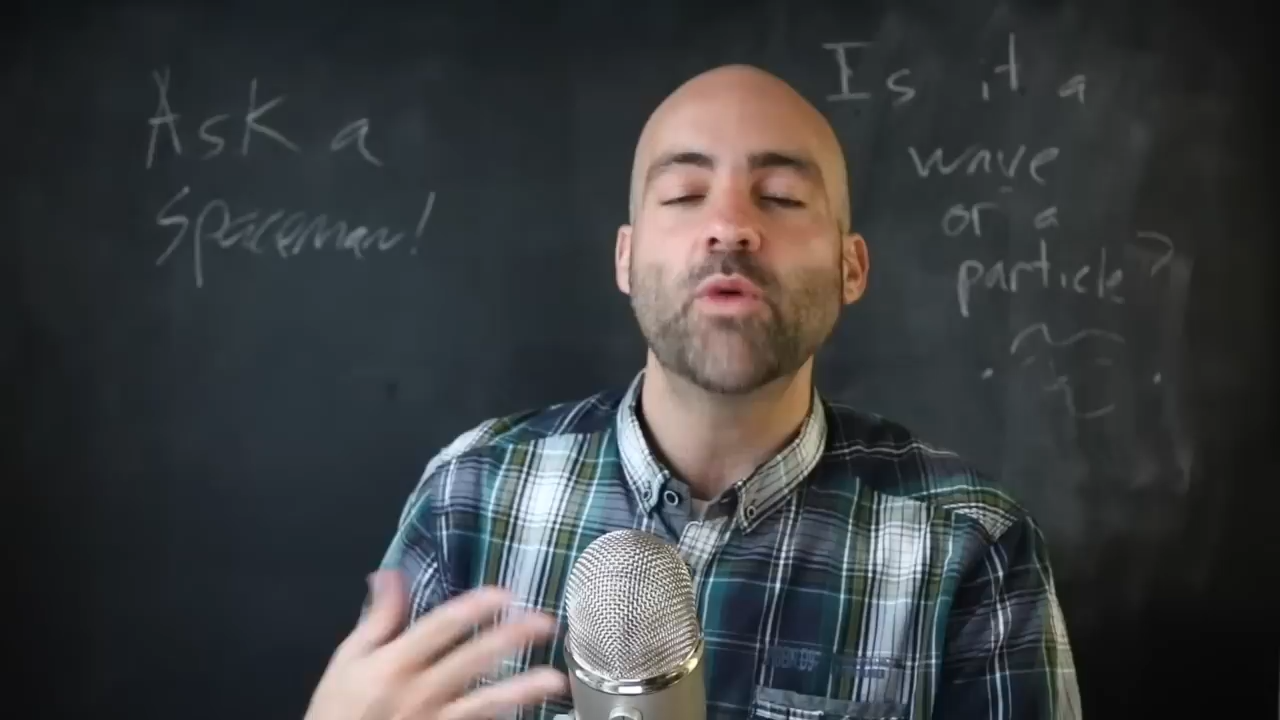 Ask a
Spaceman!
Is it a
wave
or a
particle?